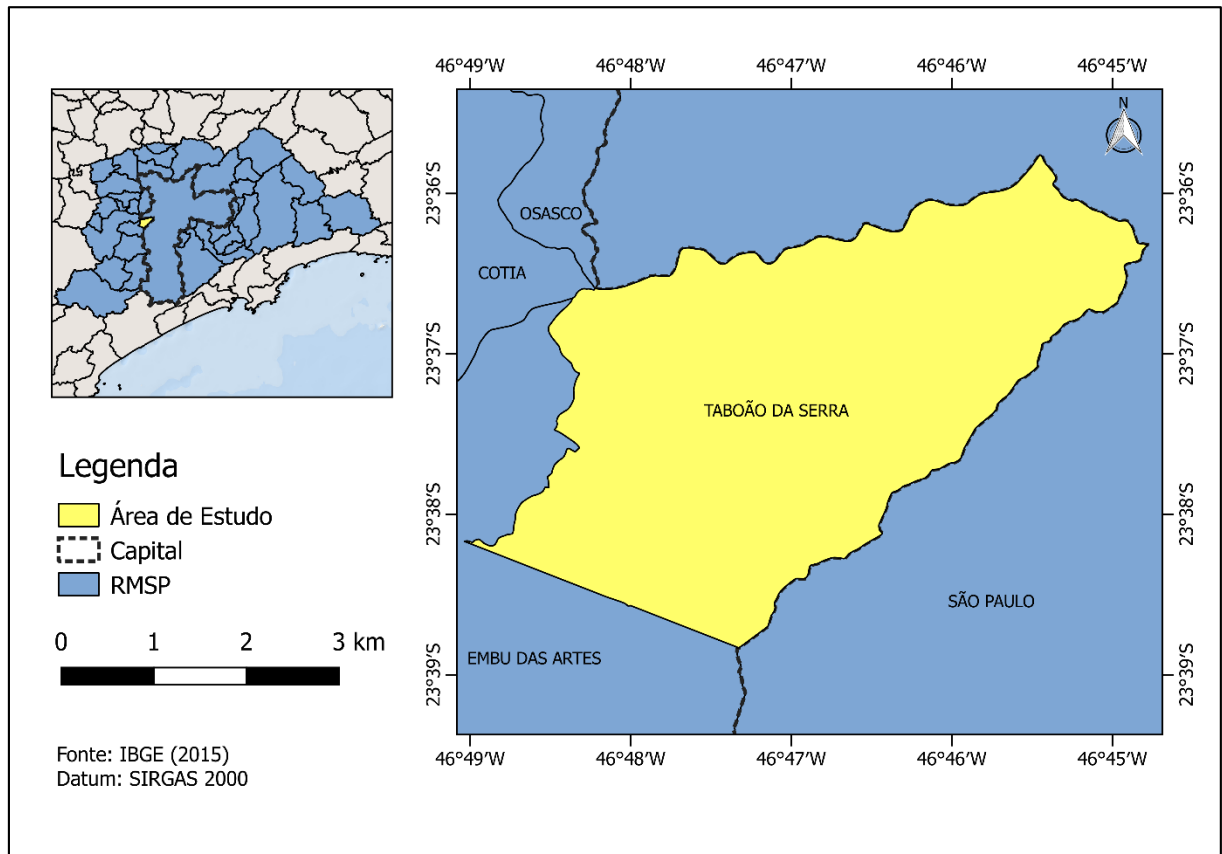 46°49'W 46°48'W 46°47'W 46°46'W 46°45'W
N
23°36'S 23°36'S
OSASCO
COTIA
23°37'S 23°37'S
TABOÃO DA SERRA
Legenda
Área de Estudo
Capital
RMSP
23°38'S 23°38'S
SÃO PAULO
0 1 2 3 km
EMBU DAS ARTES
23°39'S 23°39'S
Fonte: IBGE (2015)
Datum: SIRGAS 2000
46°49'W 46°48'W 46°47'W 46°46'W 46°45'W